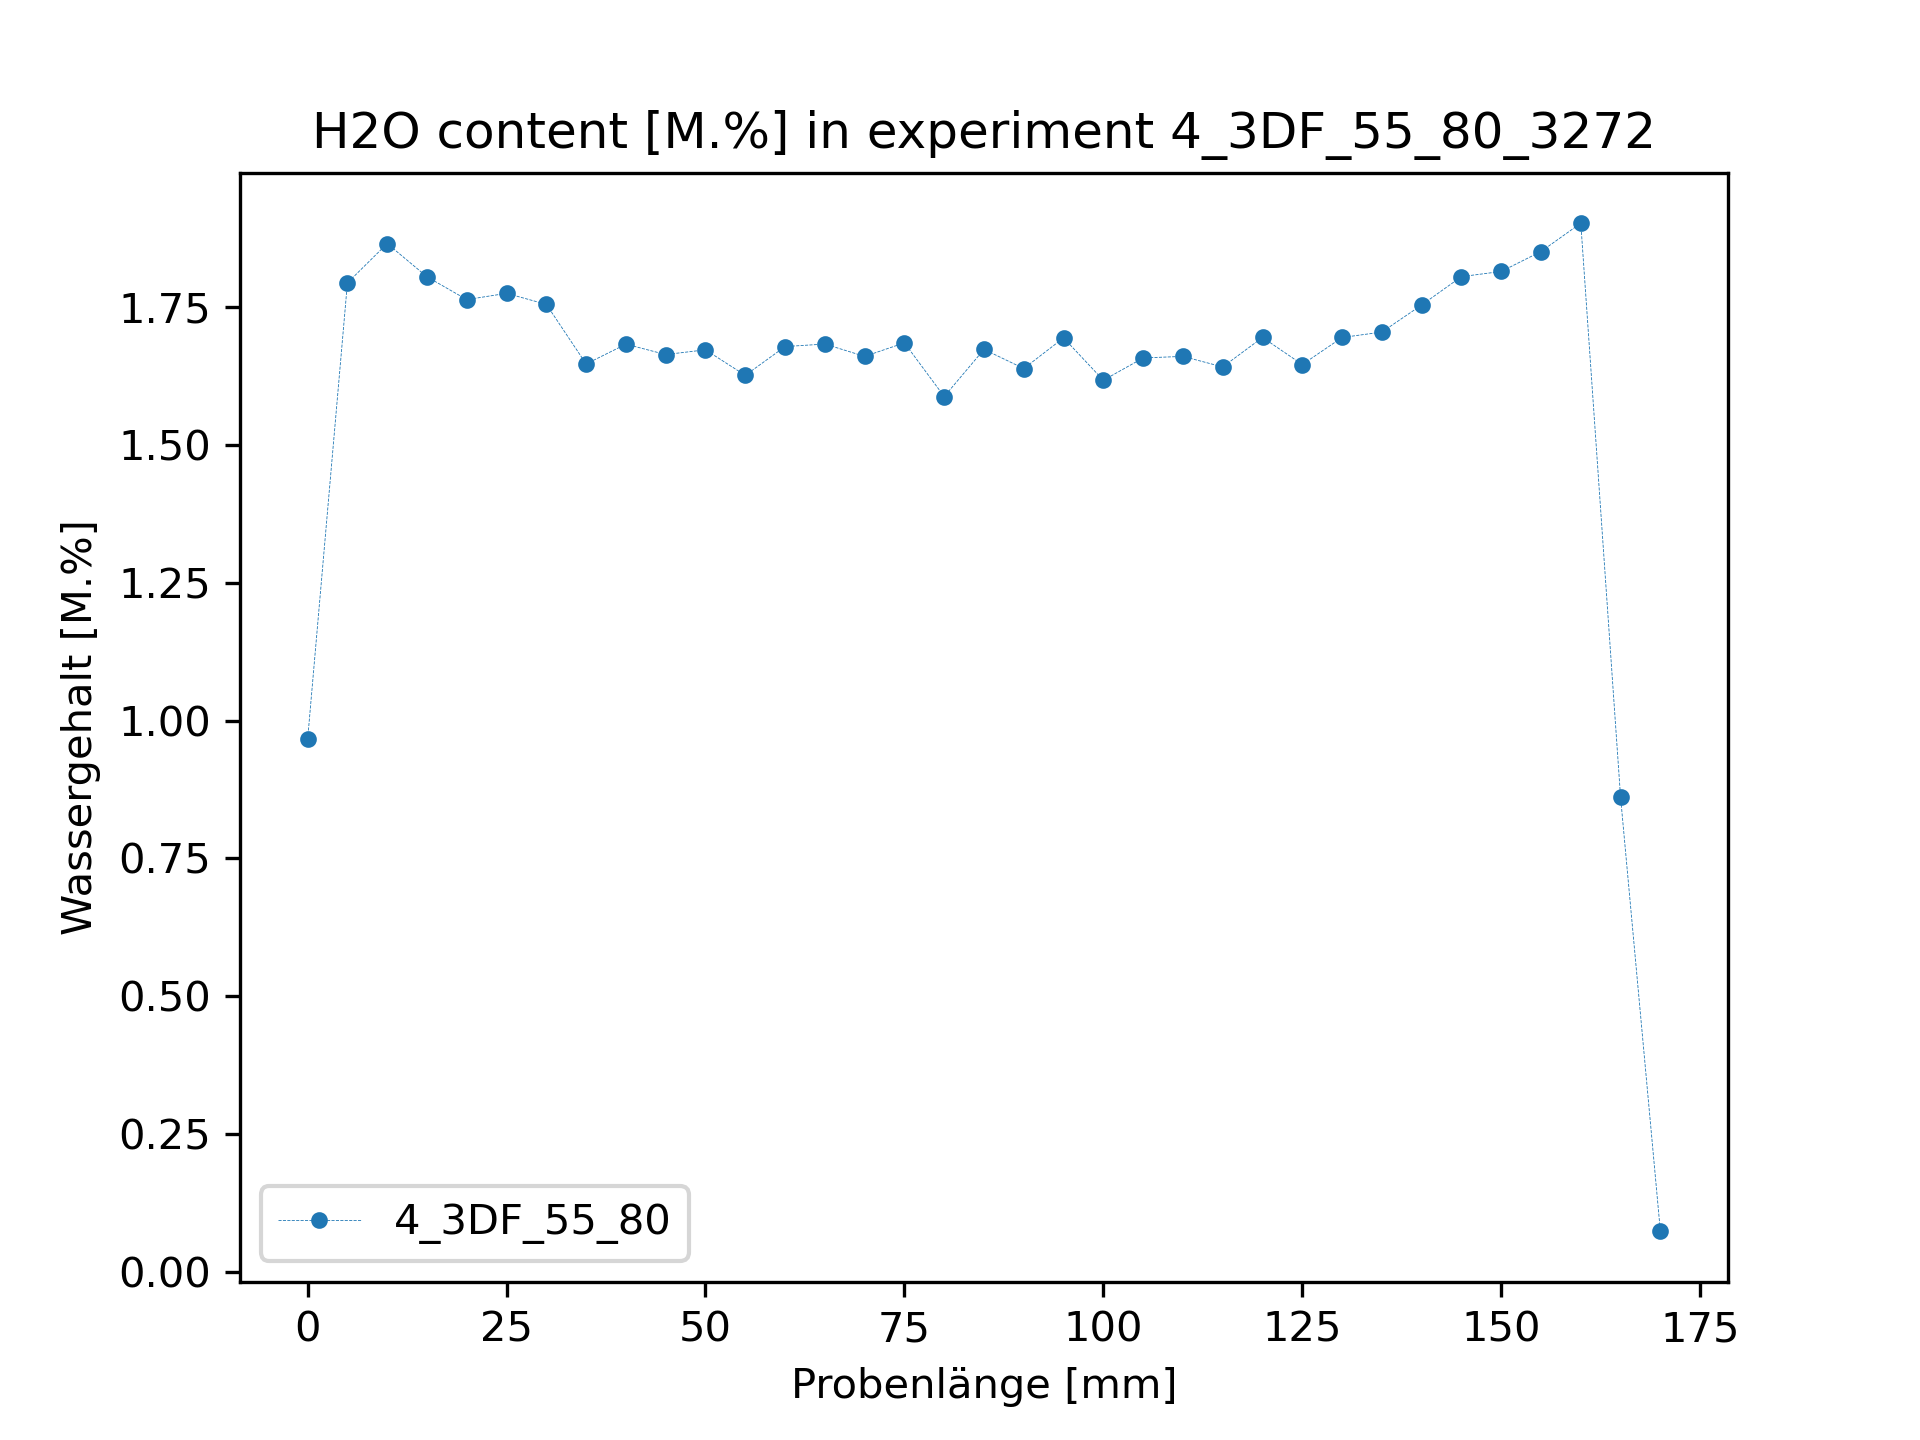 H2O content [M.%] in experiment 4_3DF_55_80_3272
Wassergehalt [M.%]
1.75
1.50
1.25
1.00
0.75
0.50
0.25
0.00
4_3DF_55_80
0 25 50 75 100 125 150 175
Probenlänge [mm]